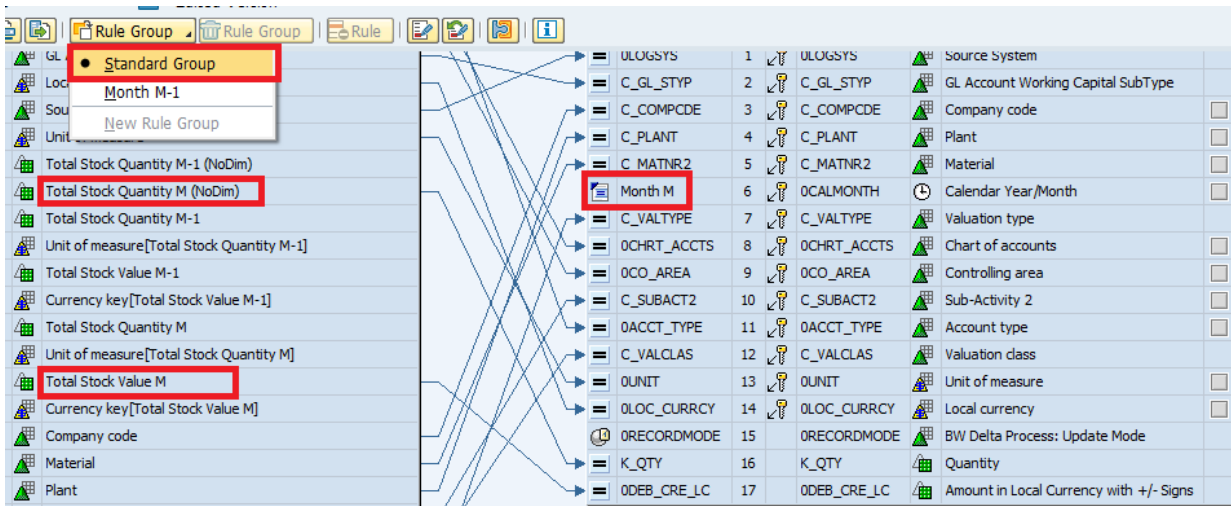 Rule Group Rule Group Rule
Standard Group
Month M-1
New Rule Group
GL
Loc
Sou
Unit
Total Stock Quantity M-1 (NoDim)
Total Stock Quantity M (NoDim)
Total Stock Quantity M-1
Unit of measure[Total Stock Quantity M-1]
Total Stock Value M-1
Currency key[Total Stock Value M-1]
Total Stock Quantity M
Unit of measure[Total Stock Quantity M]
Total Stock Value M
Currency key[Total Stock Value M]
Company code
Material
Plant
0LOGSYS 1 0LOGSYS Source System
C_GL_STYP 2 C_GL_STYP GL Account Working Capital SubType
C_COMPCDE 3 C_COMPCDE Company code
C_PLANT 4 C_PLANT Plant
C_MATNR2 5 C_MATNR2 Material
Month M 6 0CALMONTH Calendar Year/Month
C_VALTYPE 7 C_VALTYPE Valuation type
0CHRT_ACCTS 8 0CHRT_ACCTS Chart of accounts
0CO_AREA 9 0CO_AREA Controlling area
C_SUBACT2 10 C_SUBACT2 Sub-Activity 2
0ACCT_TYPE 11 0ACCT_TYPE Account type
C_VALCLAS 12 C_VALCLAS Valuation class
0UNIT 13 0UNIT Unit of measure
0LOC_CURRCY 14 0LOC_CURRCY Local currency
0RECORDMODE 15 0RECORDMODE BW Delta Process: Update Mode
K_QTY 16 K_QTY Quantity
0DEB_CRE_LC 17 0DEB_CRE_LC Amount in Local Currency with +/- Signs